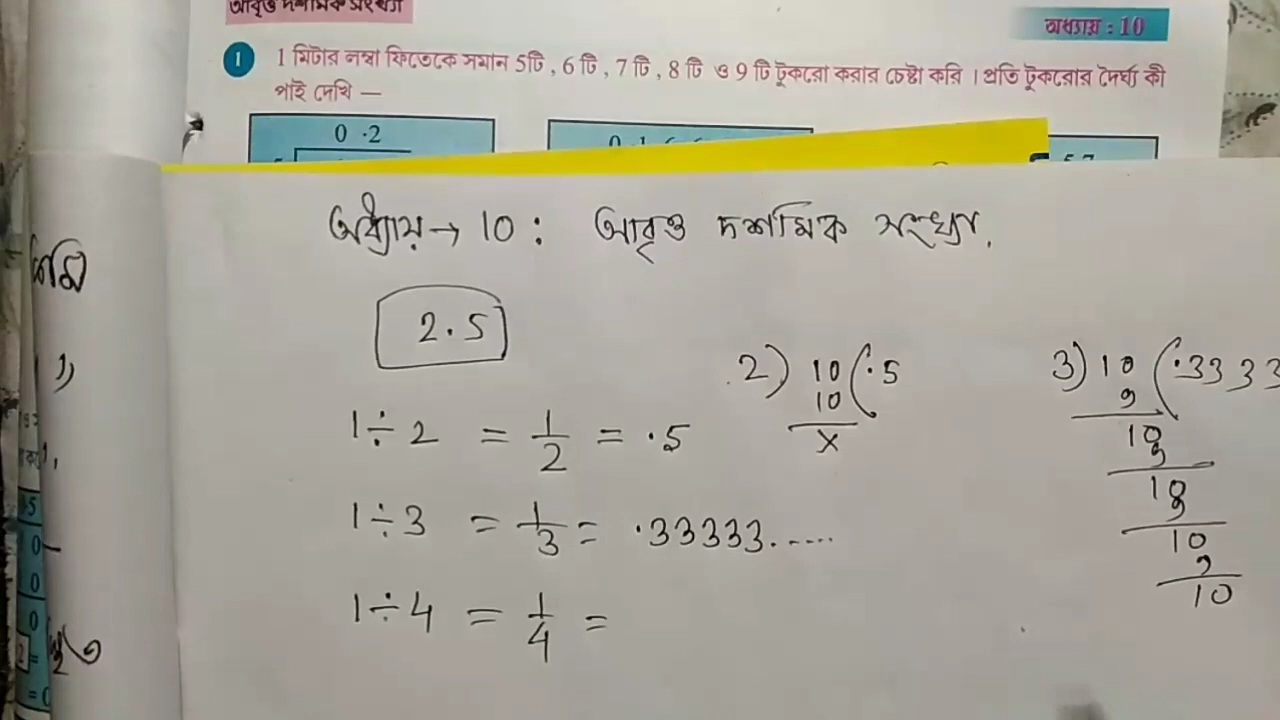 আবৃত্ত দশমিক সংখ্যা
অধ্যায় : 10
1 1 মিটার লম্বা ফিতেকে সমান 5টি , 6 টি , 7 টি , 8 টি ও 9 টি টুকরো করার চেষ্টা করি । প্রতি টুকরোর দৈর্ঘ্য কী
পাই দেখি —
0 .2
অধ্যায় → 10 : আবৃত্ত দশমিক সংখ্যা.
2.5
1 ÷ 2 = 1/2 = .5
2) 10 ( .5
10
x
3) 10 ( .3333
9
10
9
10
9
10
9
10
1 ÷ 3 = 1/3 = .33333.....
1 ÷ 4 = 1/4 =